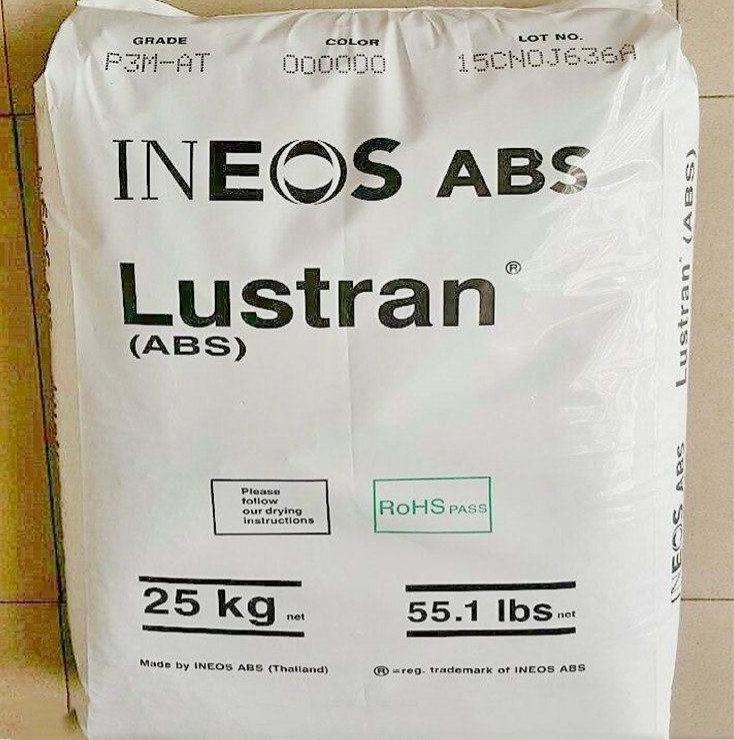 GRADE COLOR LOT NO.
P3M-AT 000000 15CNOJ636A
INEOS ABS
Lustran®
(ABS)
Please
follow
our drying
instructions
RoHS PASS
25 kg net
55.1 lbs net
Made by INEOS ABS (Thailand)
® =reg. trademark of INEOS ABS
INEOS ABS Lustran® (ABS)